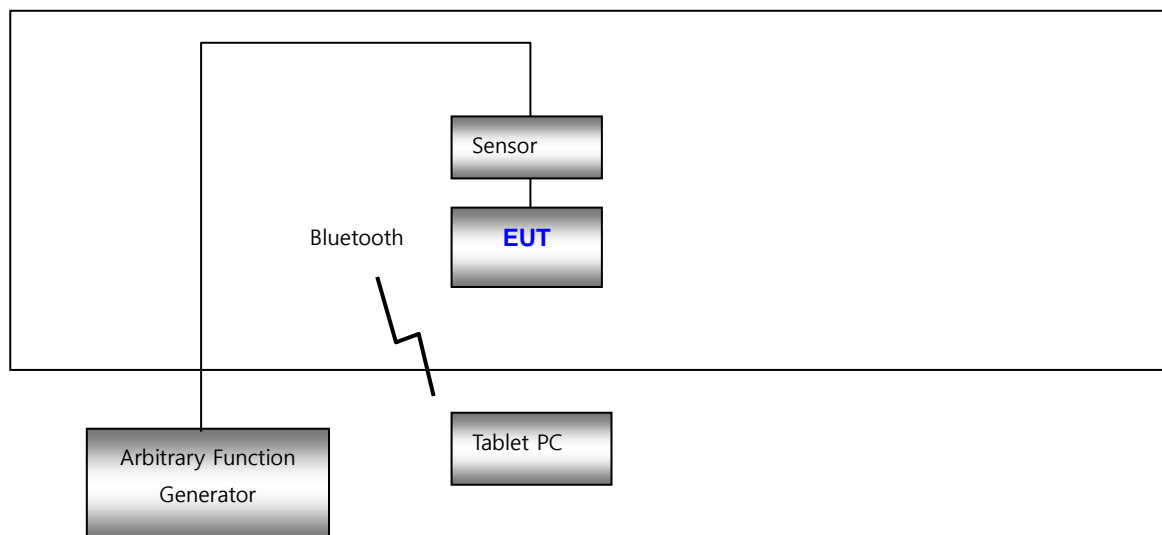 Sensor
Bluetooth
EUT
Tablet PC
Arbitrary Function
Generator